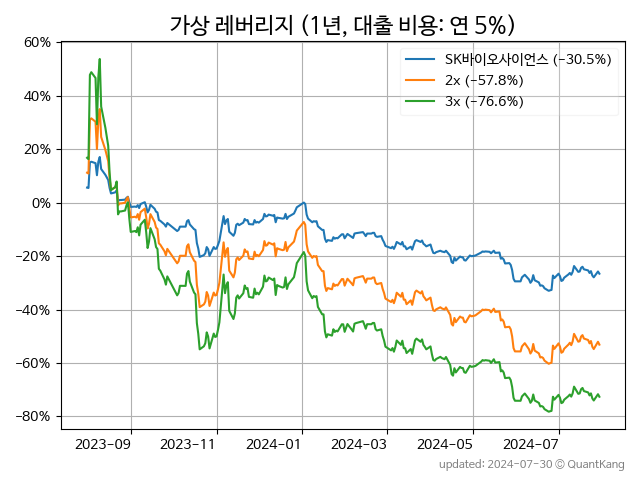 가상 레버리지 (1년, 대출 비용: 연 5%)
60%
40%
20%
0%
−20%
−40%
−60%
−80%
SK바이오사이언스 (−30.5%)
2x (−57.8%)
3x (−76.6%)
2023-09 2023-11 2024-01 2024-03 2024-05 2024-07
updated: 2024-07-30 © QuantKang